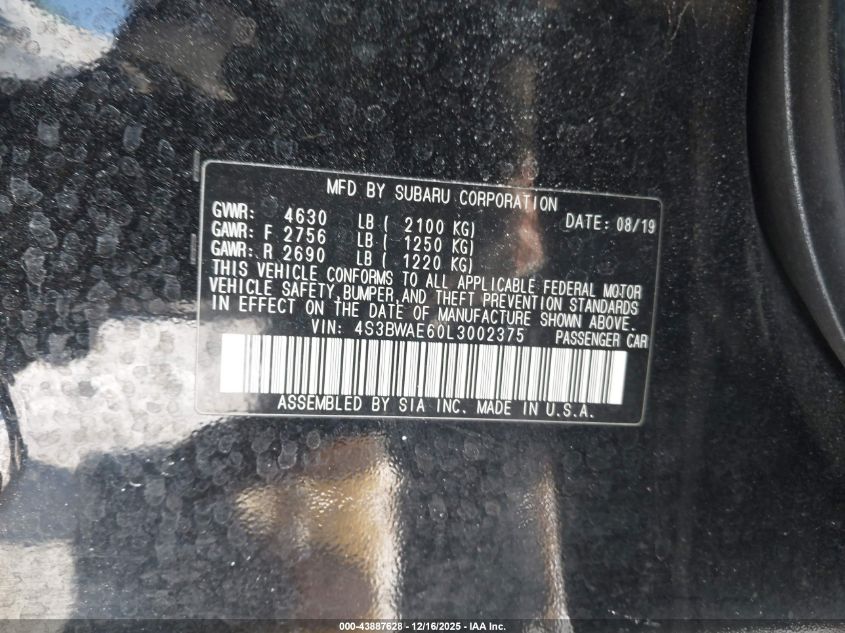 MFD BY SUBARU CORPORATION
GVWR: 4630 LB ( 2100 KG) DATE: 08/19
GAWR: F 2756 LB ( 1250 KG)
GAWR: R 2690 LB ( 1220 KG)
THIS VEHICLE CONFORMS TO ALL APPLICABLE FEDERAL MOTOR
VEHICLE SAFETY, BUMPER, AND THEFT PREVENTION STANDARDS
IN EFFECT ON THE DATE OF MANUFACTURE SHOWN ABOVE.
VIN: 4S3BWAE60L3002375 PASSENGER CAR
ASSEMBLED BY SIA INC. MADE IN U.S.A.
000-43887628 - 12/16/2025 - IAA Inc.